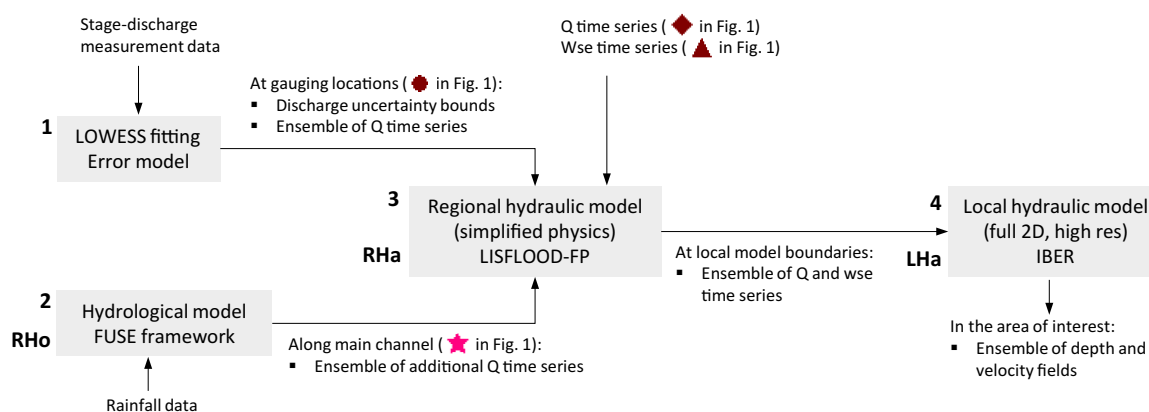 Stage-discharge
measurement data
Q time series ( in Fig. 1)
Wse time series ( in Fig. 1)
At gauging locations ( in Fig. 1):
▪ Discharge uncertainty bounds
▪ Ensemble of Q time series
1
LOWESS fitting
Error model
3
RHa
Regional hydraulic model
(simplified physics)
LISFLOOD-FP
4
LHa
Local hydraulic model
(full 2D, high res)
IBER
At local model boundaries:
▪ Ensemble of Q and wse
time series
2
RHo
Hydrological model
FUSE framework
Along main channel ( in Fig. 1):
▪ Ensemble of additional Q time series
In the area of interest:
▪ Ensemble of depth and
velocity fields
Rainfall data